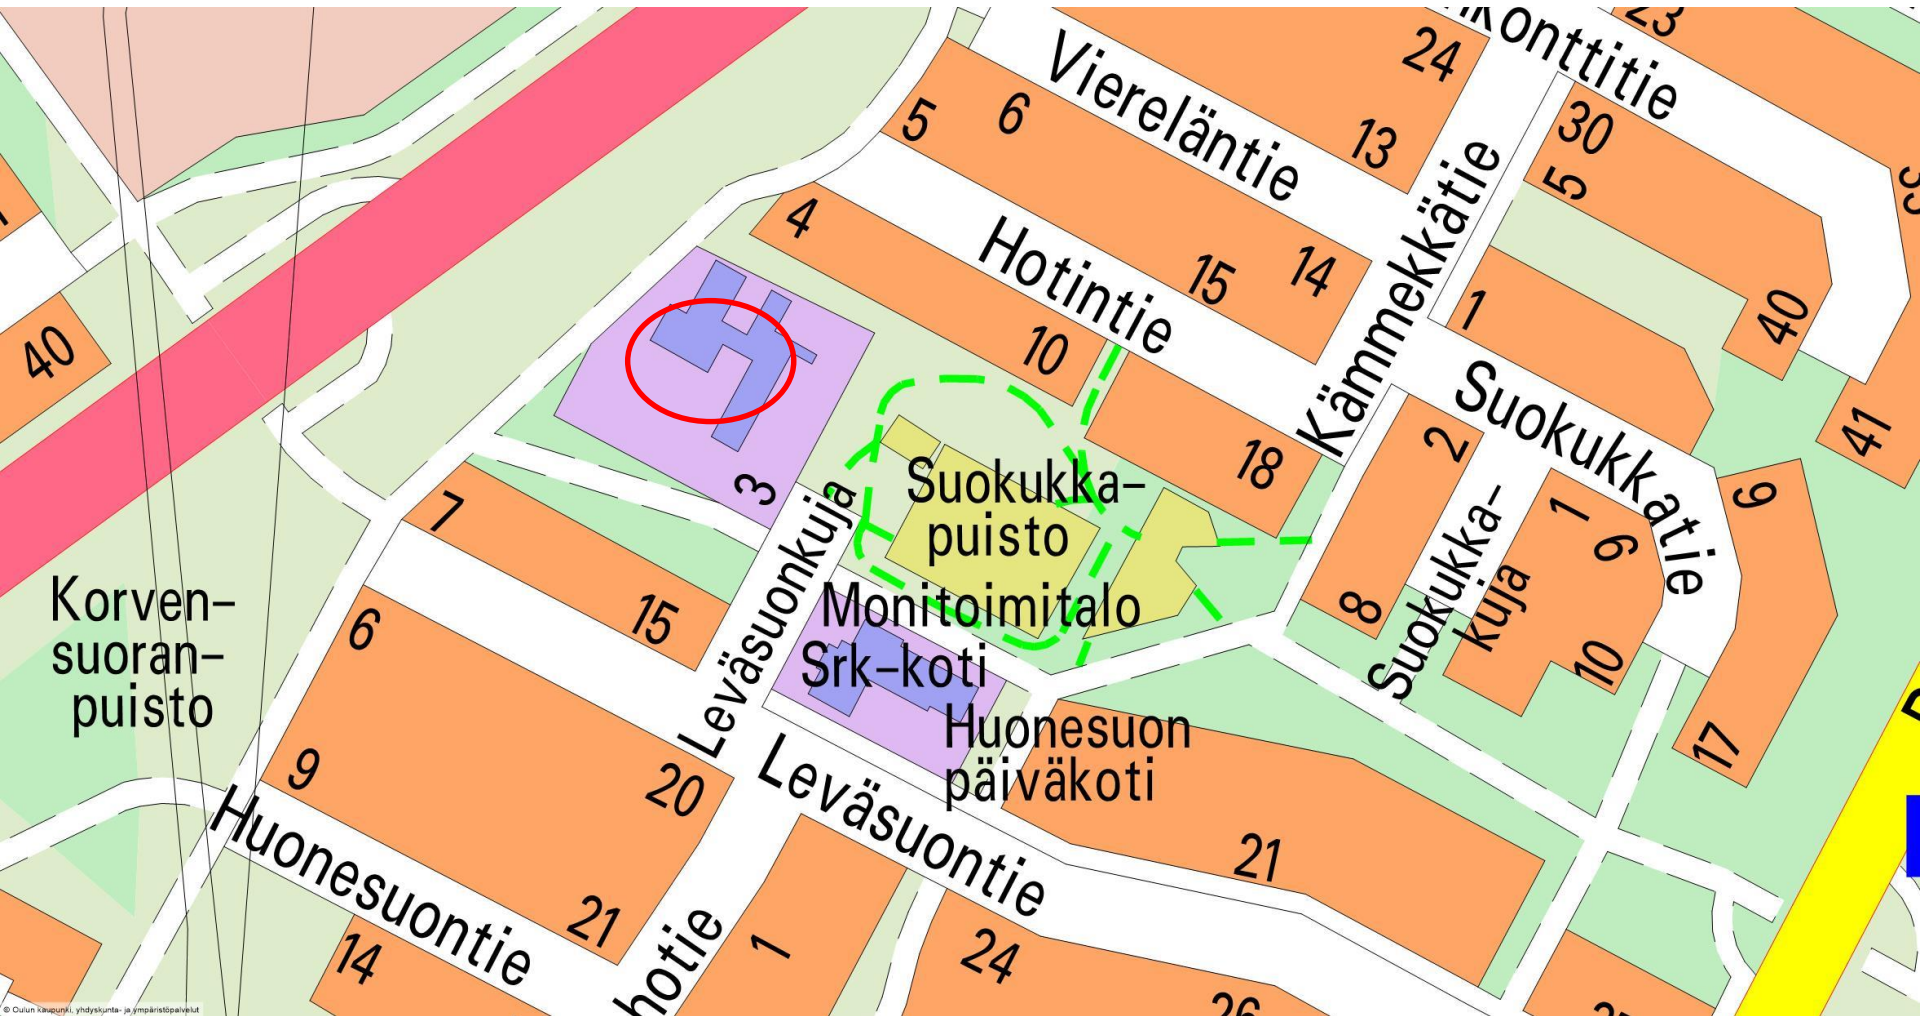 23
24
Viereläntie
5
6
13
30
5
4
Hotintie
15
14
Kämmekkätie
1
40
40
10
Suokukkatie
41
2
18
9
3
Suokukka-
puisto
7
Leväsuonkuja
1
6
Suokukka-
kuja
Korven-
suoran-
puisto
Monitoimitalo
Srk-koti
6
15
8
10
Huonesuon
päiväkoti
17
9
20
Leväsuontie
21
Huonesuontie
21
14
1
24
26
© Oulun kaupunki, yhdyskunta- ja ympäristöpalvelut